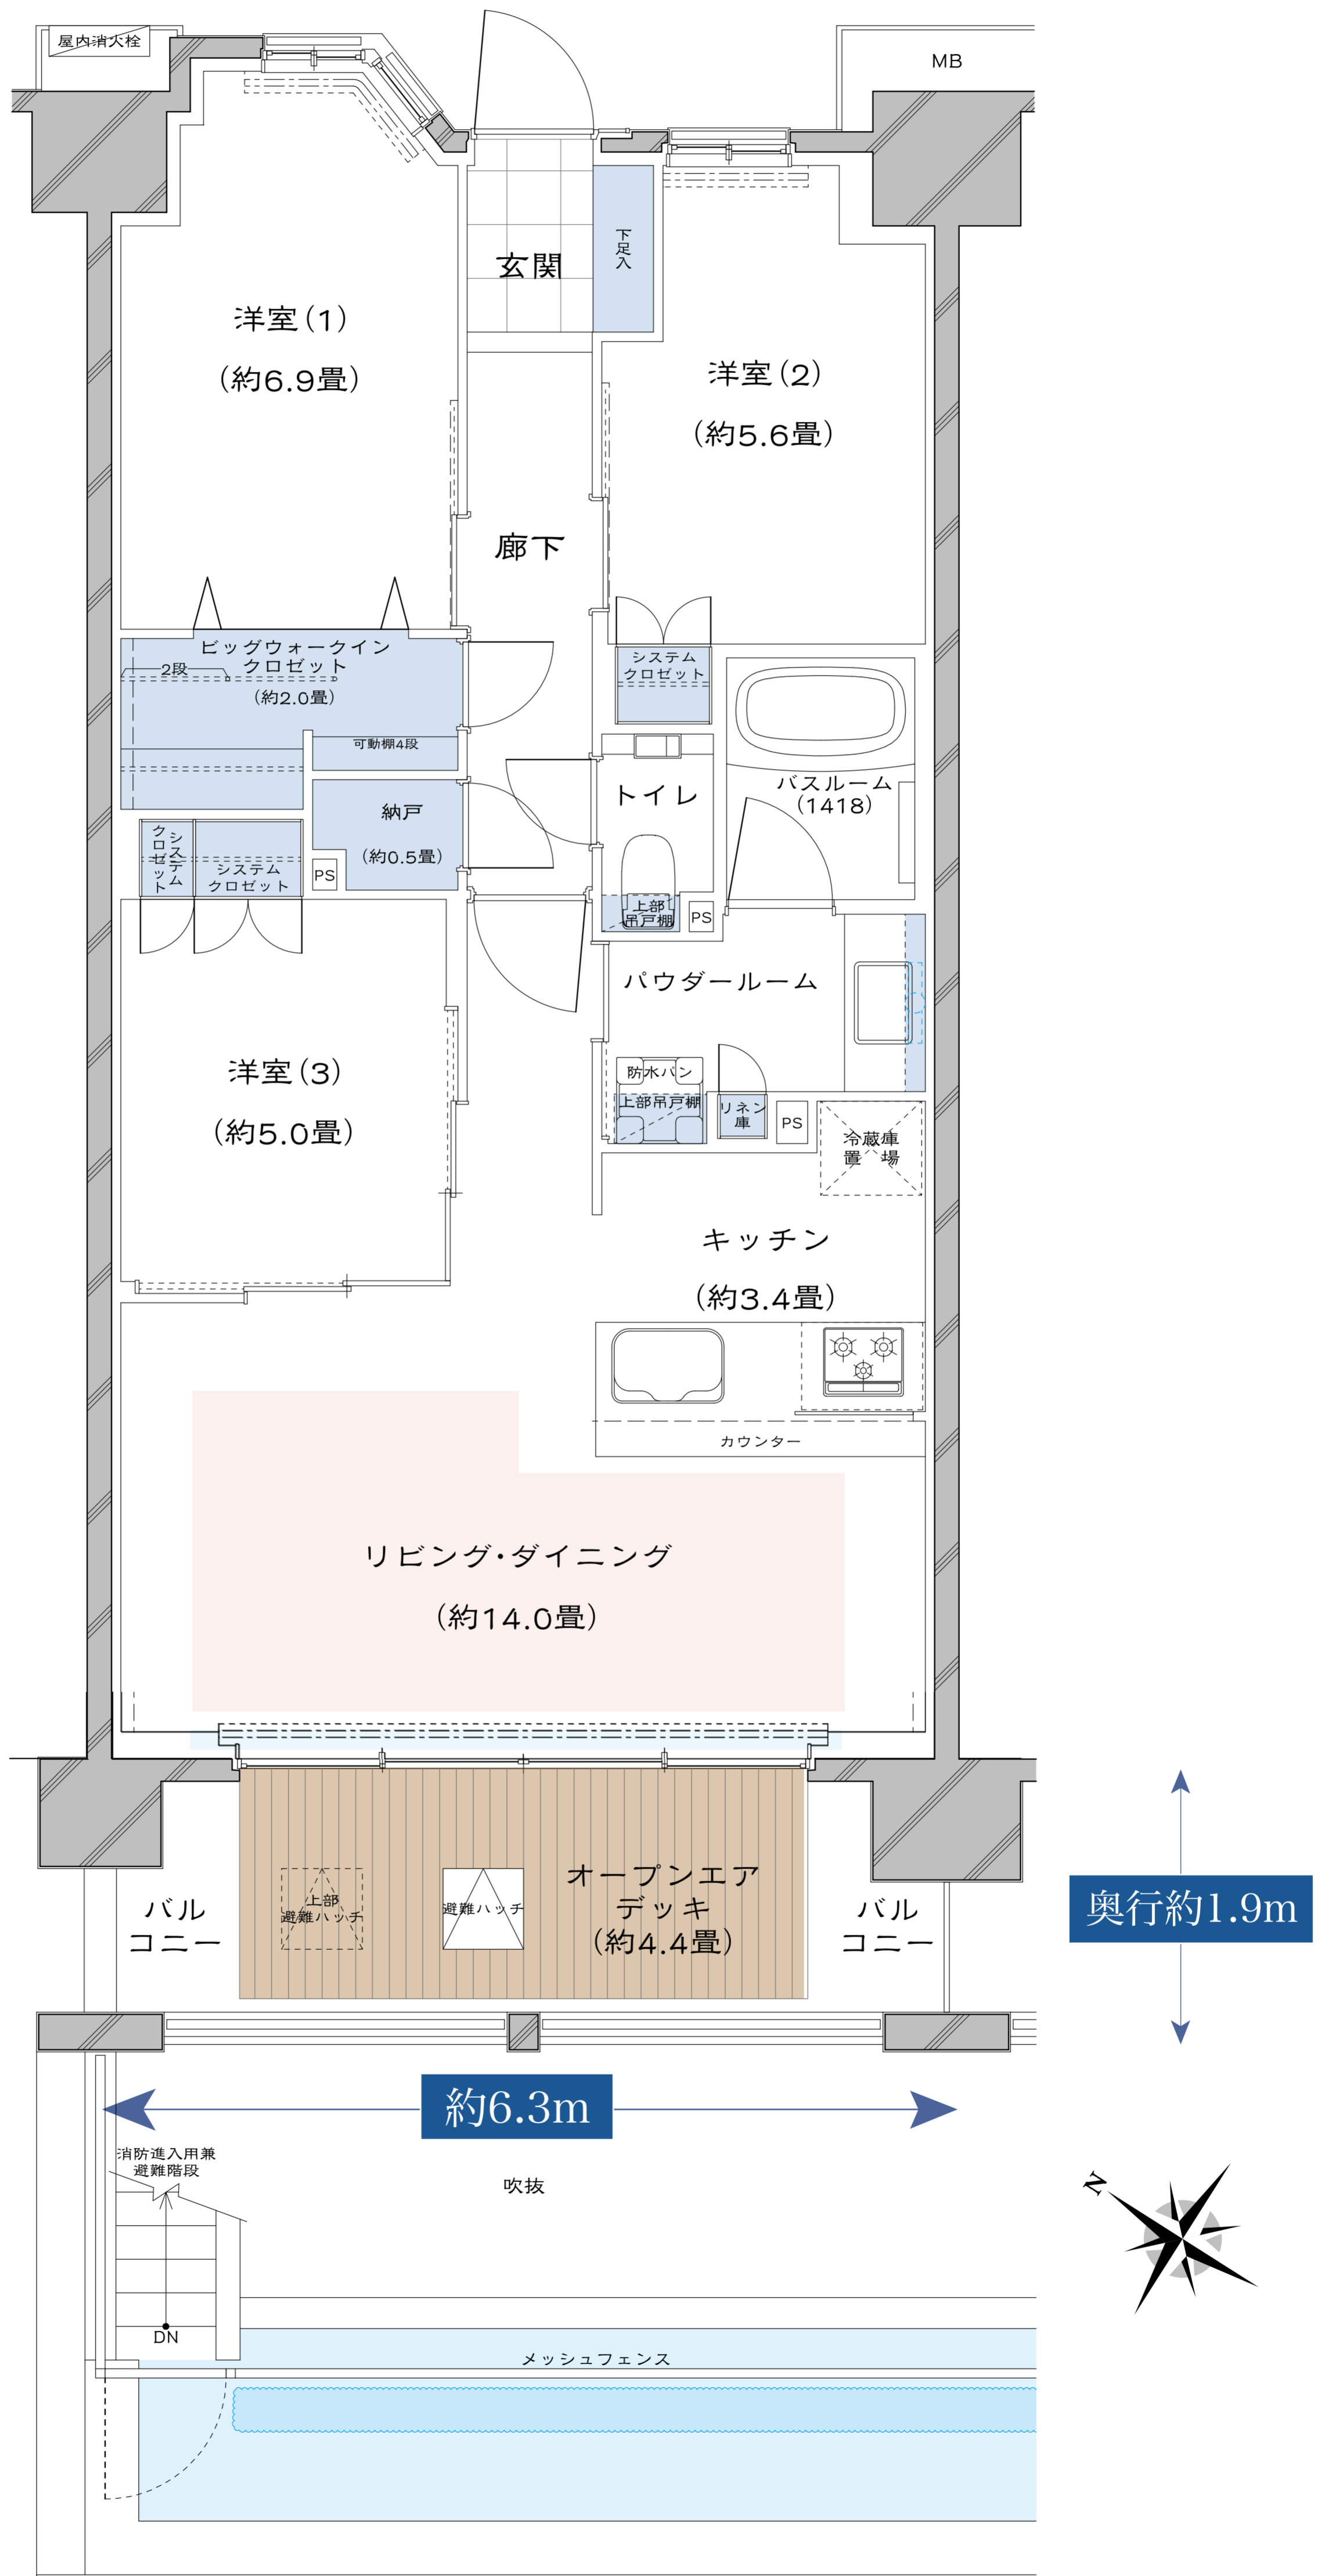 屋内消火栓
MB
下足入
玄関
洋室(1)
(約6.9畳)
洋室(2)
(約5.6畳)
廊下
ビッグウォークイン
クロゼット
2段
(約2.0畳)
可動棚4段
システム
クロゼット
納戸
(約0.5畳)
トイレ
バスルーム
(1418)
システム
クロゼット
システム
クロゼット
PS
上部
吊戸棚
PS
パウダールーム
洋室(3)
(約5.0畳)
防水パン
上部吊戸棚
リネン
庫
PS
冷蔵庫
置 場
キッチン
(約3.4畳)
カウンター
リビング・ダイニング
(約14.0畳)
バル
コニー
上部
避難ハッチ
避難ハッチ
オープンエア
デッキ
(約4.4畳)
バル
コニー
奥行約1.9m
約6.3m
消防進入用兼
避難階段
吹抜
N
DN
メッシュフェンス